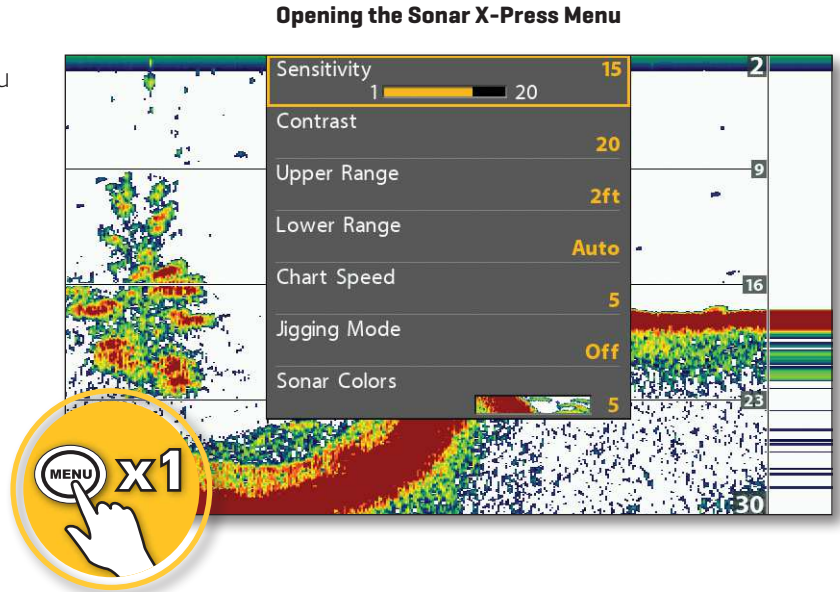 Opening the Sonar X-Press Menu
u
Sensitivity 15
1 20
Contrast
20
Upper Range
2ft
Lower Range
Auto
Chart Speed
5
Jigging Mode
Off
Sonar Colors
5
2
9
16
23
30
MENU x1